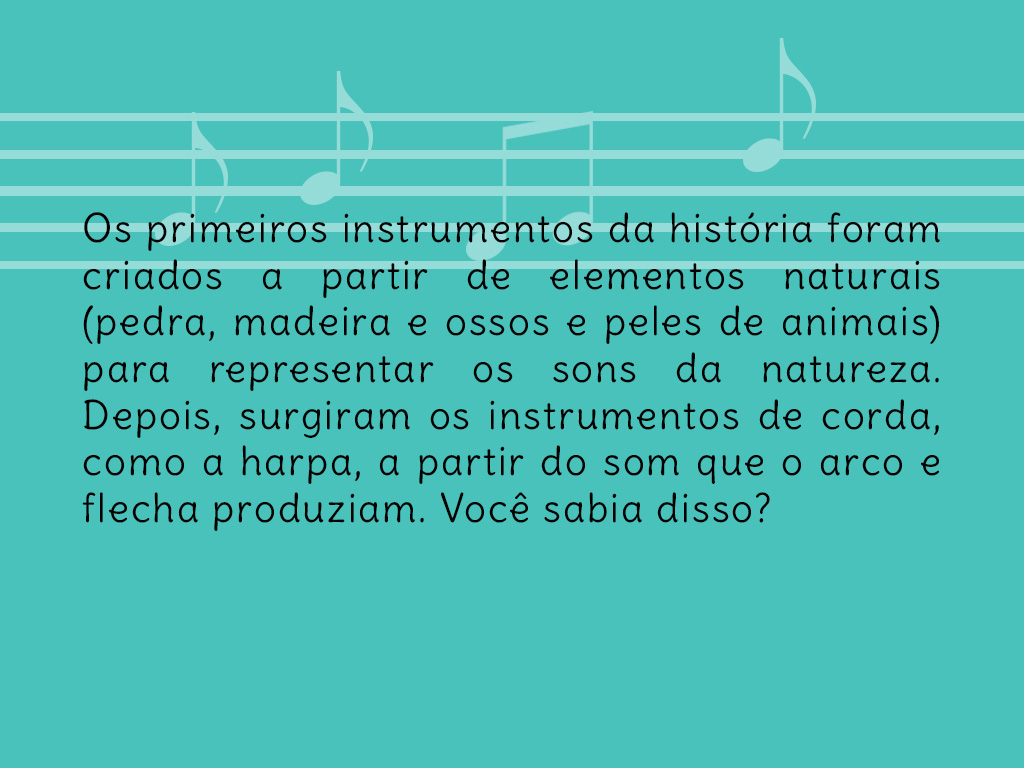 Os primeiros instrumentos da história foram
criados a partir de elementos naturais
(pedra, madeira e ossos e peles de animais)
para representar os sons da natureza.
Depois, surgiram os instrumentos de corda,
como a harpa, a partir do som que o arco e
flecha produziam. Você sabia disso?